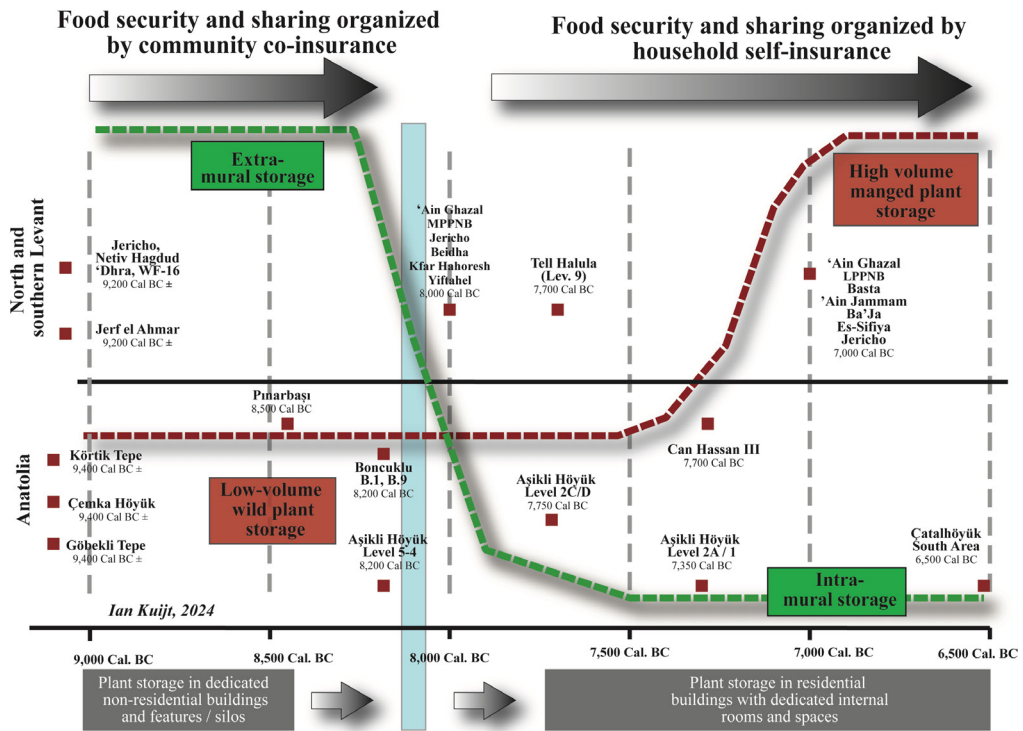 Food security and sharing organized
by community co-insurance
Food security and sharing organized by
household self-insurance
Extra-
mural storage
High volume
manged plant
storage
North and
southern Levant
Jericho,
Netiv Hagdud
‘Dhra, WF-16
9,200 Cal BC ±
Jerf el Ahmar
9,200 Cal BC ±
‘Ain Ghazal
MPPNB
Jericho
Beidha
Kfar Hahoresh
Yiftahel
8,000 Cal BC
Tell Halula
(Lev. 9)
7,700 Cal BC
‘Ain Ghazal
LPPNB
Basta
’Ain Jammam
Ba’Ja
Es-Sifiya
Jericho
7,000 Cal BC
Anatolia
Pınarbaşı
8,500 Cal BC
Körtik Tepe
9,400 Cal BC ±
Çemka Höyük
9,400 Cal BC ±
Göbekli Tepe
9,400 Cal BC ±
Low-volume
wild plant
storage
Boncuklu
B.1, B.9
8,200 Cal BC
Aşikli Höyük
Level 5-4
8,200 Cal BC
Aşikli Höyük
Level 2C/D
7,750 Cal BC
Can Hassan III
7,700 Cal BC
Aşikli Höyük
Level 2A / 1
7,350 Cal BC
Çatalhöyük
South Area
6,500 Cal BC
Intra-
mural storage
Ian Kuijt, 2024
9,000 Cal. BC
8,500 Cal. BC
8,000 Cal. BC
7,500 Cal. BC
7,000 Cal. BC
6,500 Cal. BC
Plant storage in dedicated
non-residential buildings
and features / silos
Plant storage in residential
buildings with dedicated internal
rooms and spaces